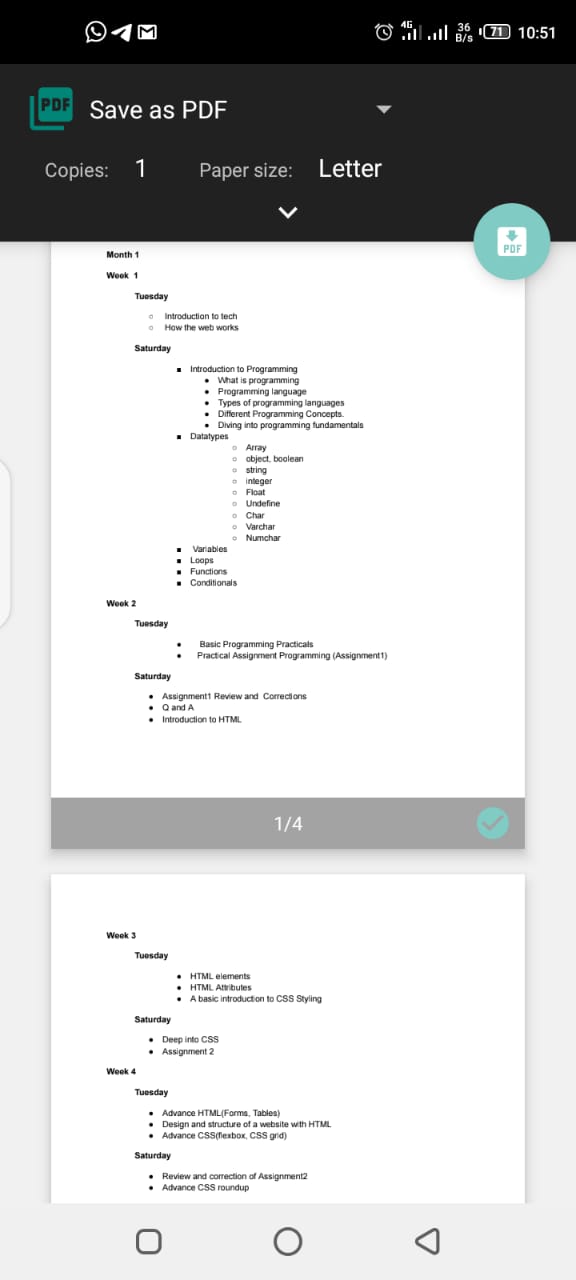 4G 36 B/s 71 10:51
PDF Save as PDF
Copies: 1 Paper size: Letter
PDF
Month 1
Week 1
Tuesday
Introduction to tech
How the web works
Saturday
Introduction to Programming
What is programming
Programming language
Types of programming languages
Different Programming Concepts.
Diving into programming fundamentals
Datatypes
Array
object, boolean
string
integer
Float
Undefine
Char
Varchar
Numchar
Variables
Loops
Functions
Conditionals
Week 2
Tuesday
Basic Programming Practicals
Practical Assignment Programming (Assignment1)
Saturday
Assignment1 Review and Corrections
Q and A
Introduction to HTML
1/4
Week 3
Tuesday
HTML elements
HTML Attributes
A basic introduction to CSS Styling
Saturday
Deep into CSS
Assignment 2
Week 4
Tuesday
Advance HTML(Forms, Tables)
Design and structure of a website with HTML
Advance CSS(flexbox, CSS grid)
Saturday
Review and correction of Assignment2
Advance CSS roundup